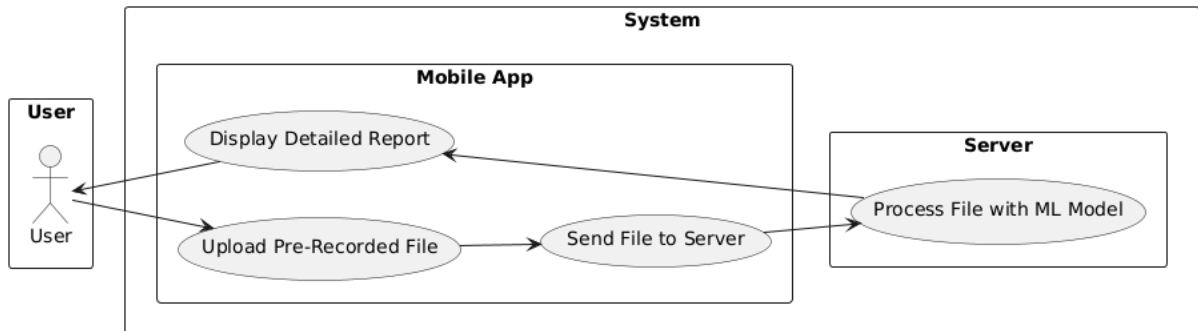 System
Mobile App
User
Display Detailed Report
Server
Process File with ML Model
User
Upload Pre-Recorded File
Send File to Server